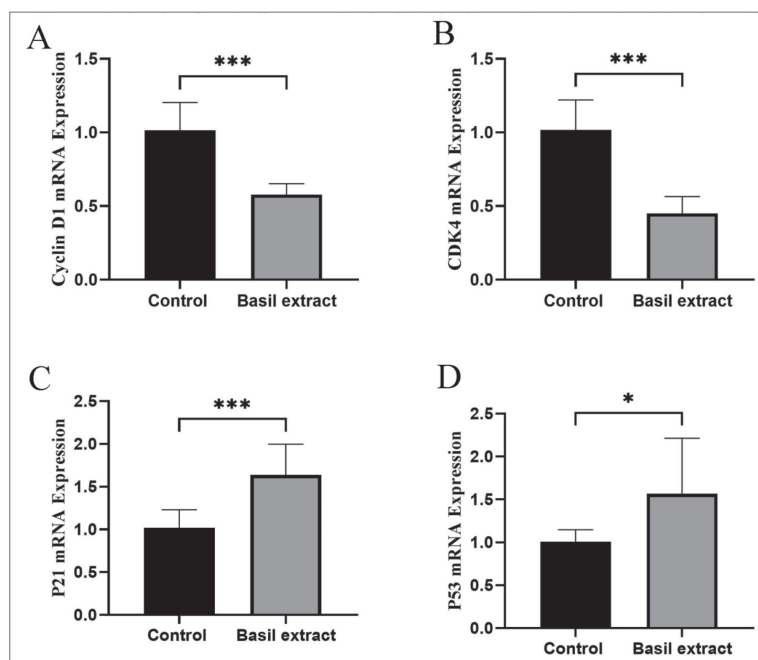 A
Cyclin D1 mRNA Expression
1.5
1.0
0.5
0.0
***
Control Basil extract
B
CDK4 mRNA Expression
1.5
1.0
0.5
0.0
***
Control Basil extract
C
P21 mRNA Expression
2.5
2.0
1.5
1.0
0.5
0.0
***
Control Basil extract
D
P53 mRNA Expression
2.5
2.0
1.5
1.0
0.5
0.0
*
Control Basil extract